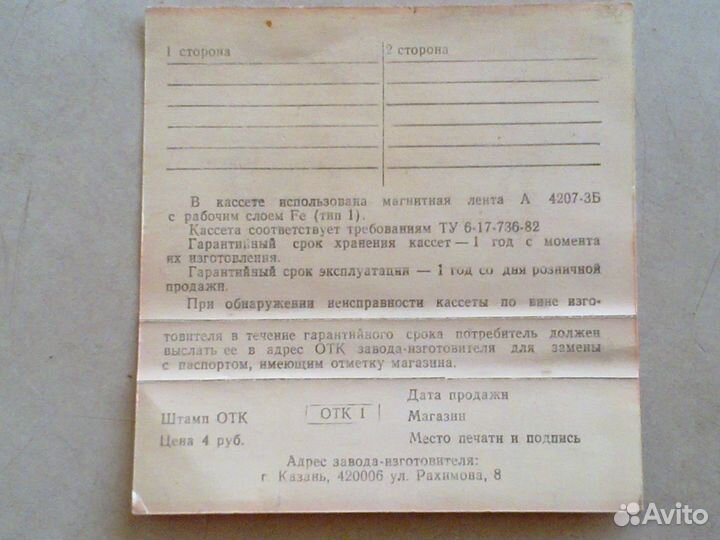 1 сторона 2 сторона
В кассете использована магнитная лента А 4207-3Б
с рабочим слоем Fe (тип 1).
Кассета соответствует требованиям ТУ 6-17-736-82
Гарантийный срок хранения кассет — 1 год с момента
их изготовления.
Гарантийный срок эксплуатации — 1 год со дня розничной
продажи.
При обнаружении неисправности кассеты по вине изго-
товителя в течение гарантийного срока потребитель должен
выслать ее в адрес ОТК завода-изготовителя для замены
с паспортом, имеющим отметку магазина.
Дата продажи
Штамп ОТК ОТК 1 Магазин
Цена 4 руб. Место печати и подпись
Адрес завода-изготовителя:
г. Казань, 420006 ул. Рахимова, 8
Avito